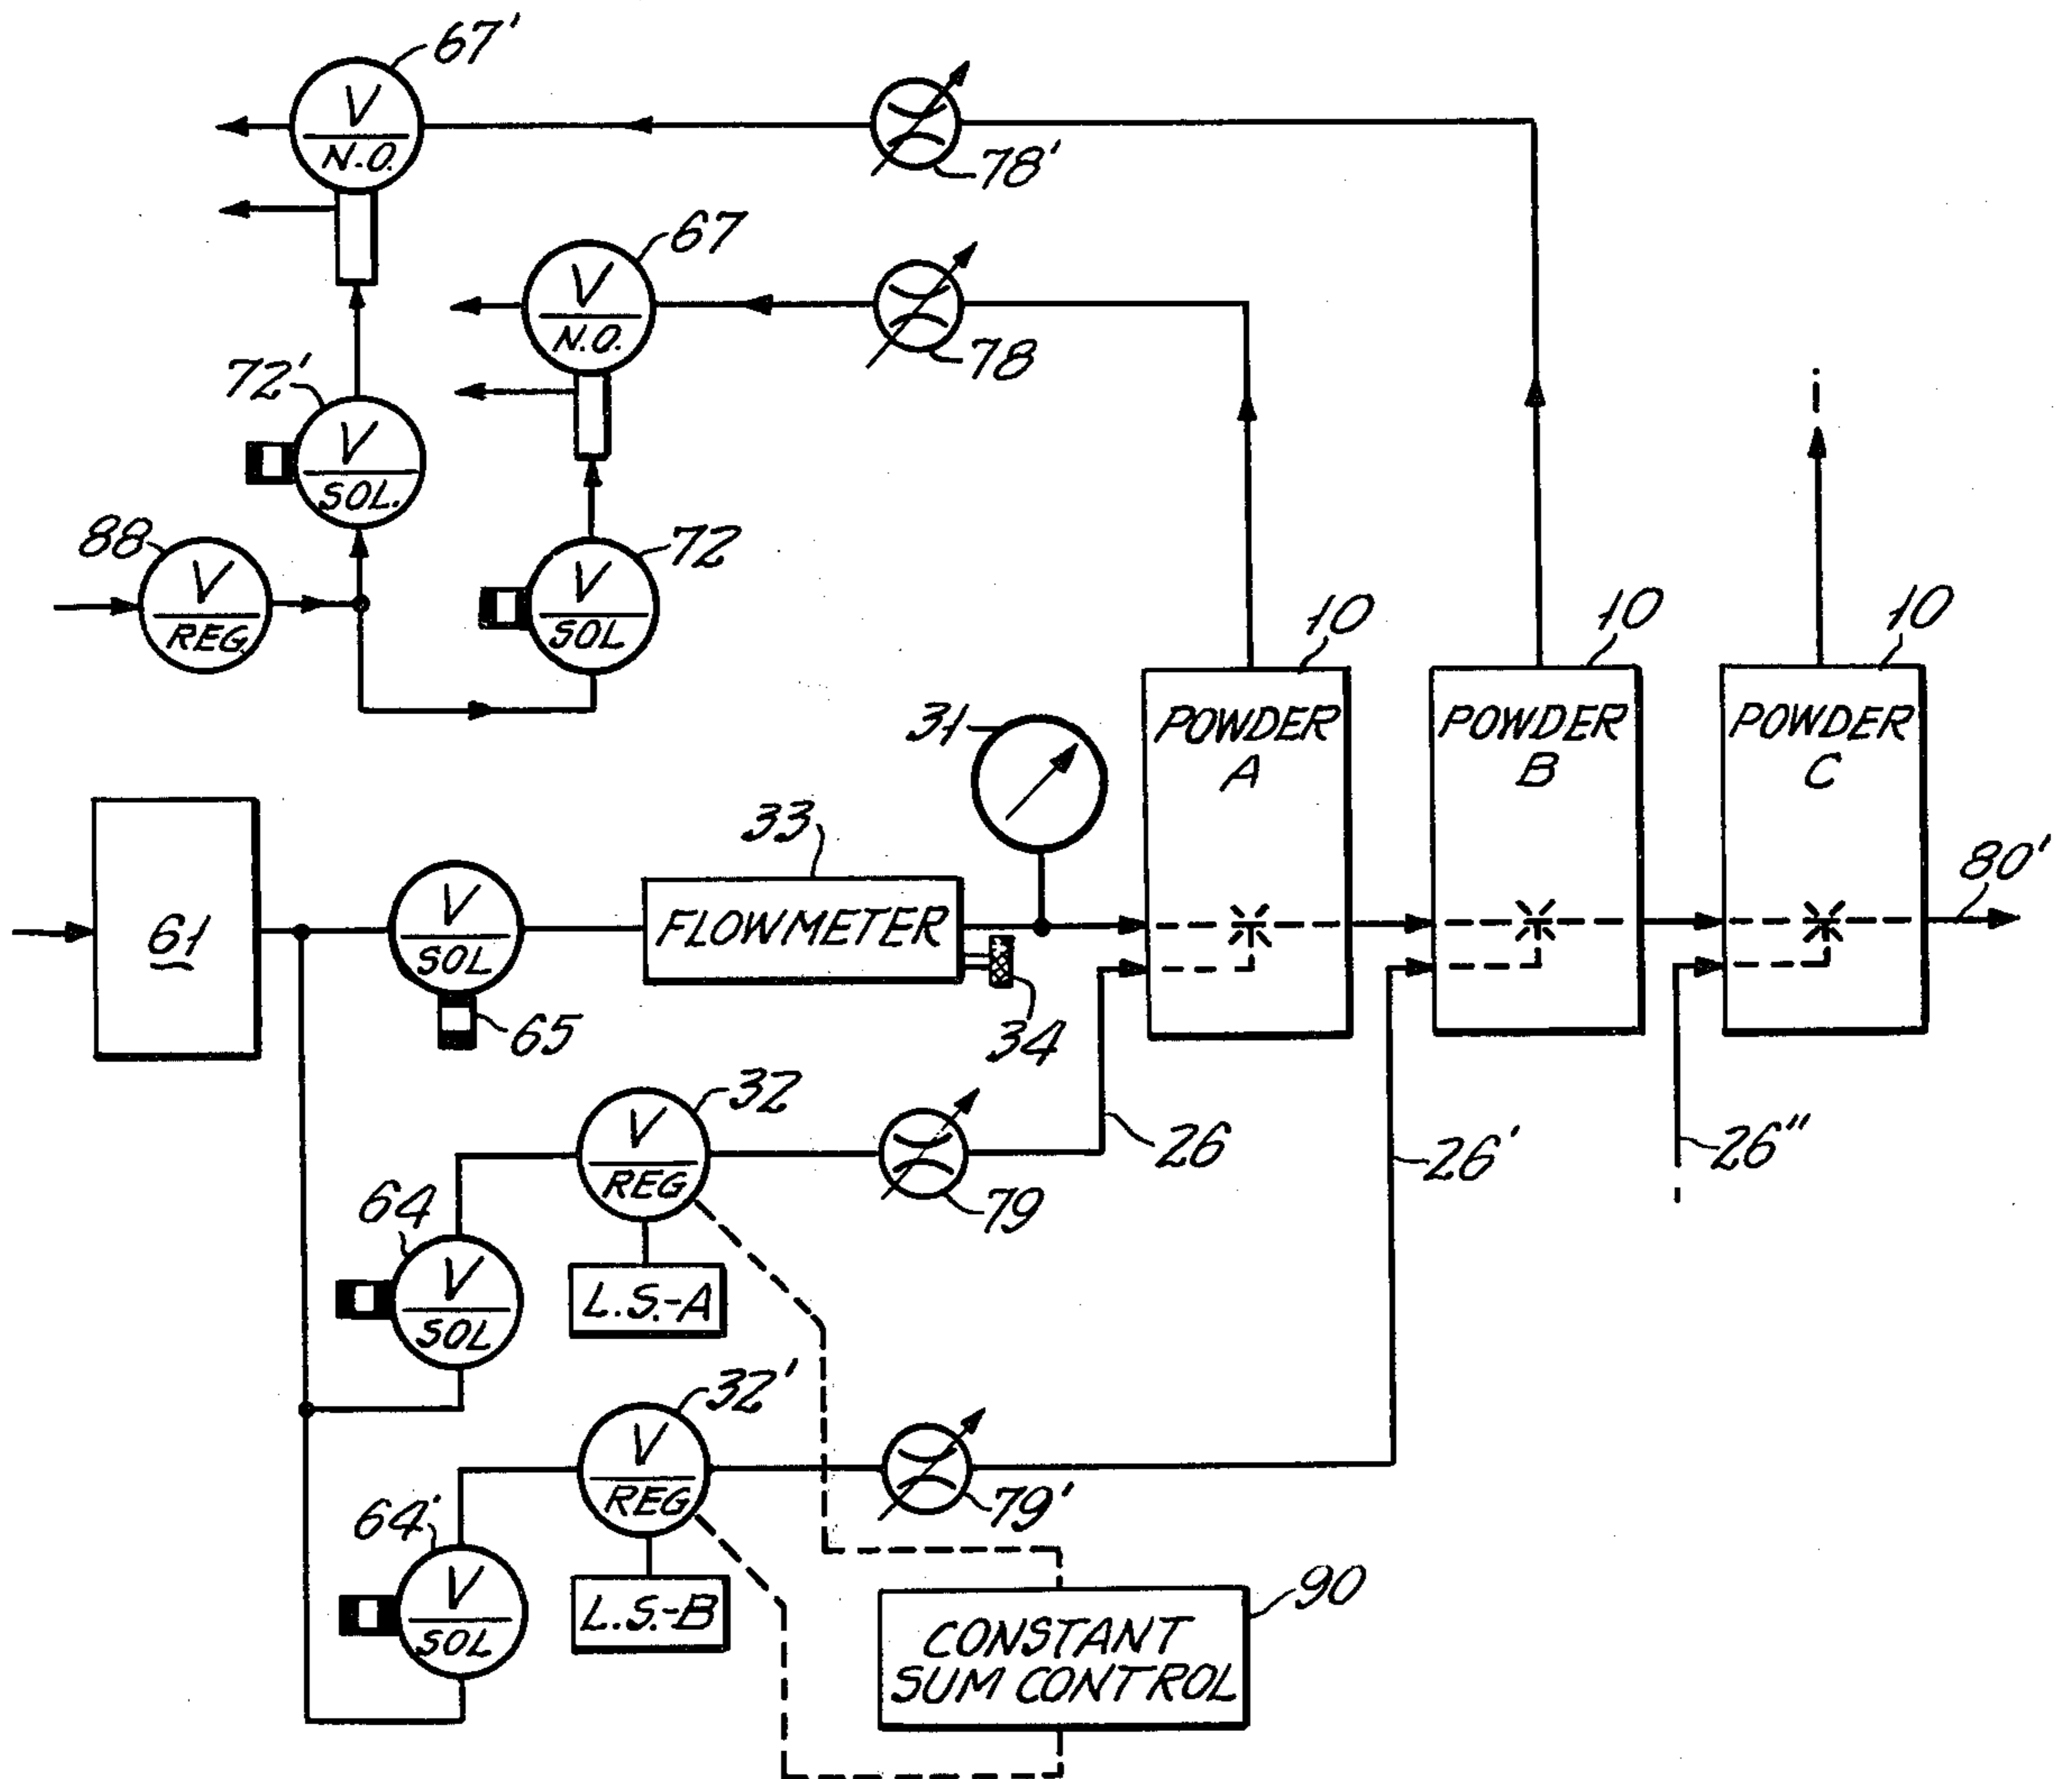 67'
V
N.O.
78'
67
V
N.O.
78
72'
V
SOL.
88
V
REG.
72
V
SOL
10
10
10
31
POWDER
A
POWDER
B
POWDER
C
33
61
V
SOL
FLOWMETER
80'
65
34
32
V
REG
79
26
26'
26"
64
V
SOL
L.S.-A
32'
V
REG
79'
64'
V
SOL
L.S.-B
90
CONSTANT
SUM CONTROL